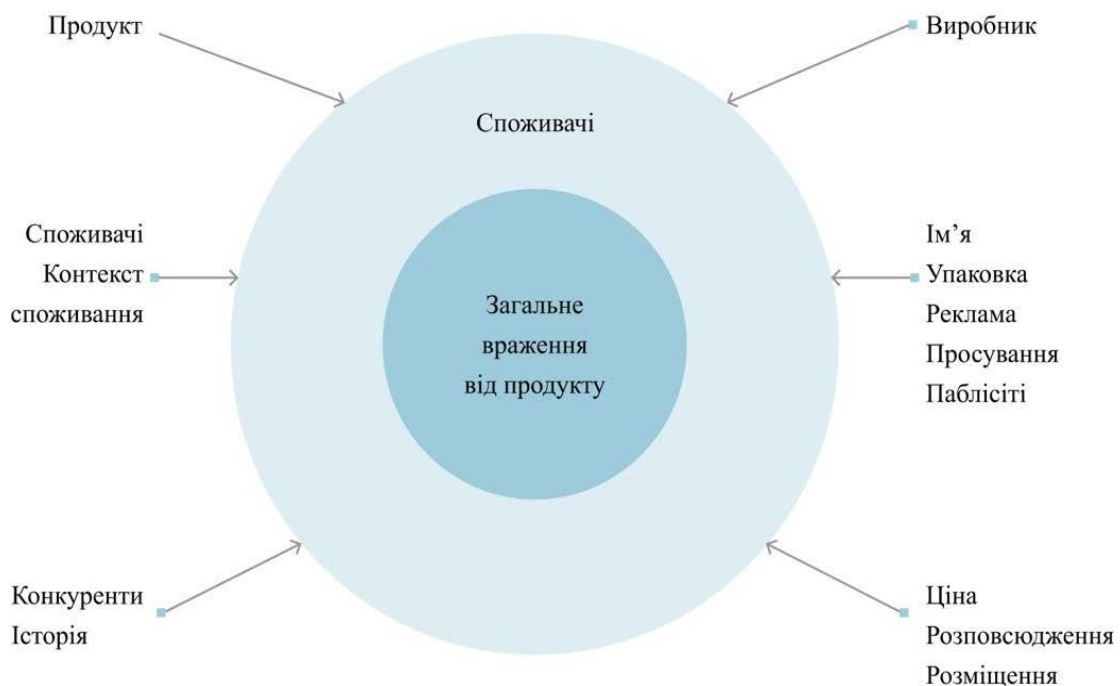 Продукт
Виробник
Споживачі
Споживачі
Контекст
споживання
Загальне
враження
від продукту
Ім’я
Упаковка
Реклама
Просування
Паблісіті
Конкуренти
Історія
Ціна
Розповсюдження
Розміщення